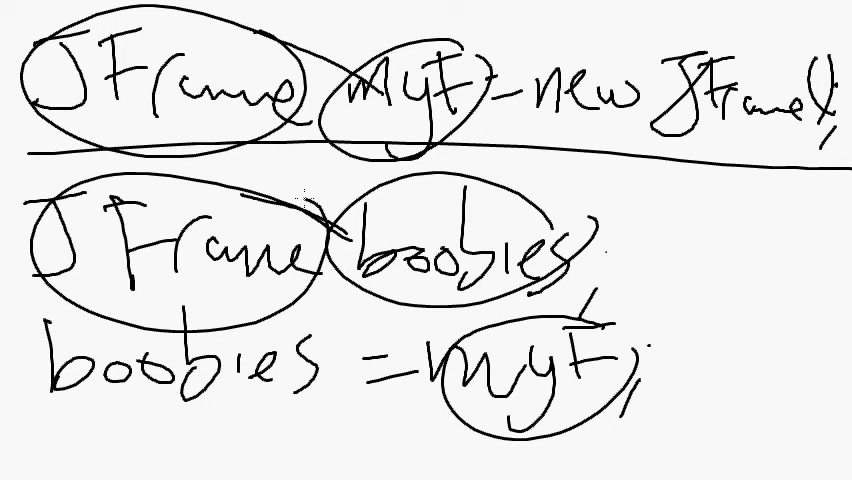 JFrame myF = new JFrame();
JFrame boobies;
boobies = myF;